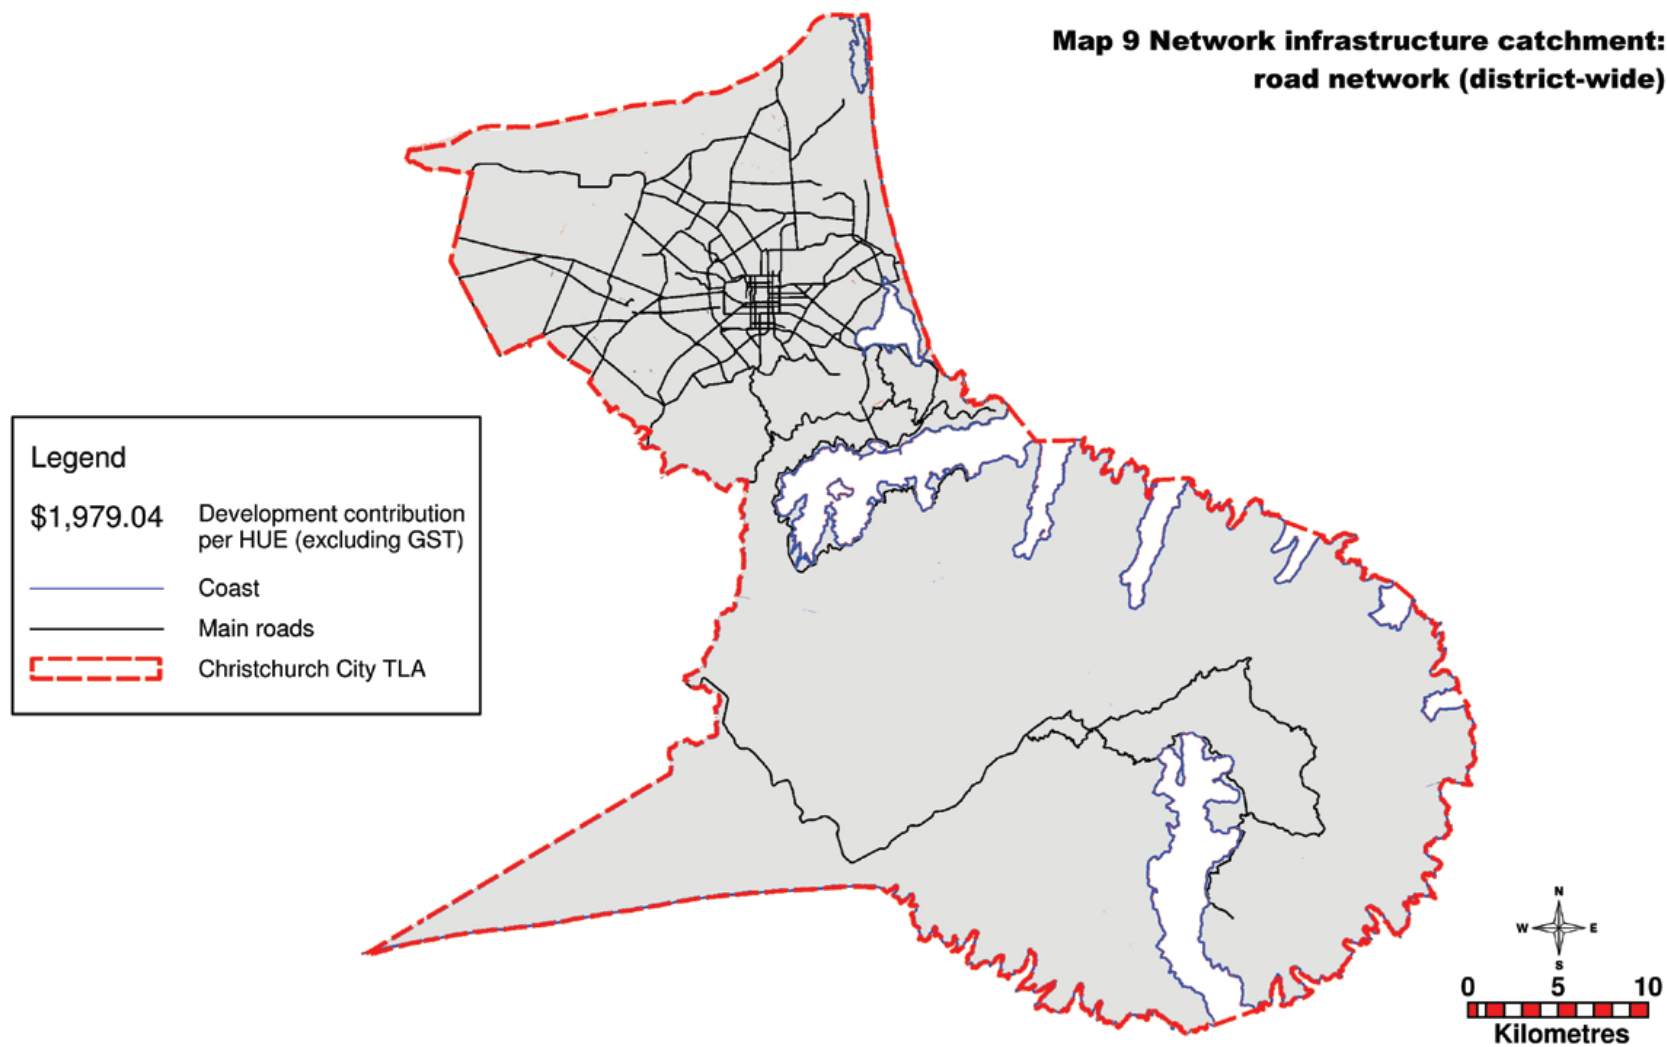 Map 9 Network infrastructure catchment:
road network (district-wide)
Legend
$1,979.04 Development contribution
per HUE (excluding GST)
Coast
Main roads
Christchurch City TLA
N
W E
S
0 5 10
Kilometres